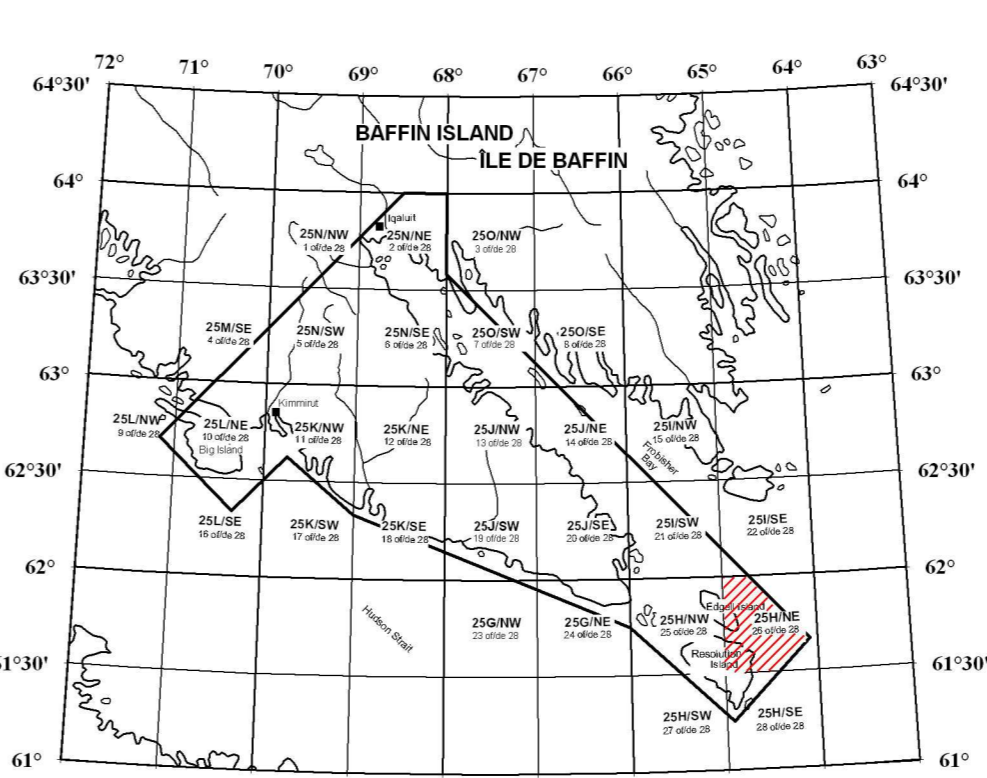 72° 71° 70° 69° 68° 67° 66° 65° 64° 63°
64°30' 64°30'
BAFFIN ISLAND
ÎLE DE BAFFIN
64° 64°
Iqaluit
25N/NW 25N/NE 25O/NW
1 of/de 28 2 of/de 28 3 of/de 28
63°30' 63°30'
25M/SE 25N/SW 25N/SE 25O/SW 25O/SE
4 of/de 28 5 of/de 28 6 of/de 28 7 of/de 28 8 of/de 28
63° 63°
Kimmirut
25L/NW 25L/NE 25K/NW 25K/NE 25J/NW 25J/NE 25I/NW
9 of/de 28 10 of/de 28 11 of/de 28 12 of/de 28 13 of/de 28 14 of/de 28 15 of/de 28
Big Island
Frobisher
Bay
62°30' 62°30'
25L/SE 25K/SW 25K/SE 25J/SW 25J/SE 25I/SW 25I/SE
16 of/de 28 17 of/de 28 18 of/de 28 19 of/de 28 20 of/de 28 21 of/de 28 22 of/de 28
62° 62°
Hudson Strait
Edgell Island
25G/NW 25G/NE 25H/NW 25H/NE
23 of/de 28 24 of/de 28 25 of/de 28 26 of/de 28
Resolution
Island
1°30' 61°30'
25H/SW 25H/SE
27 of/de 28 28 of/de 28
61° 61°